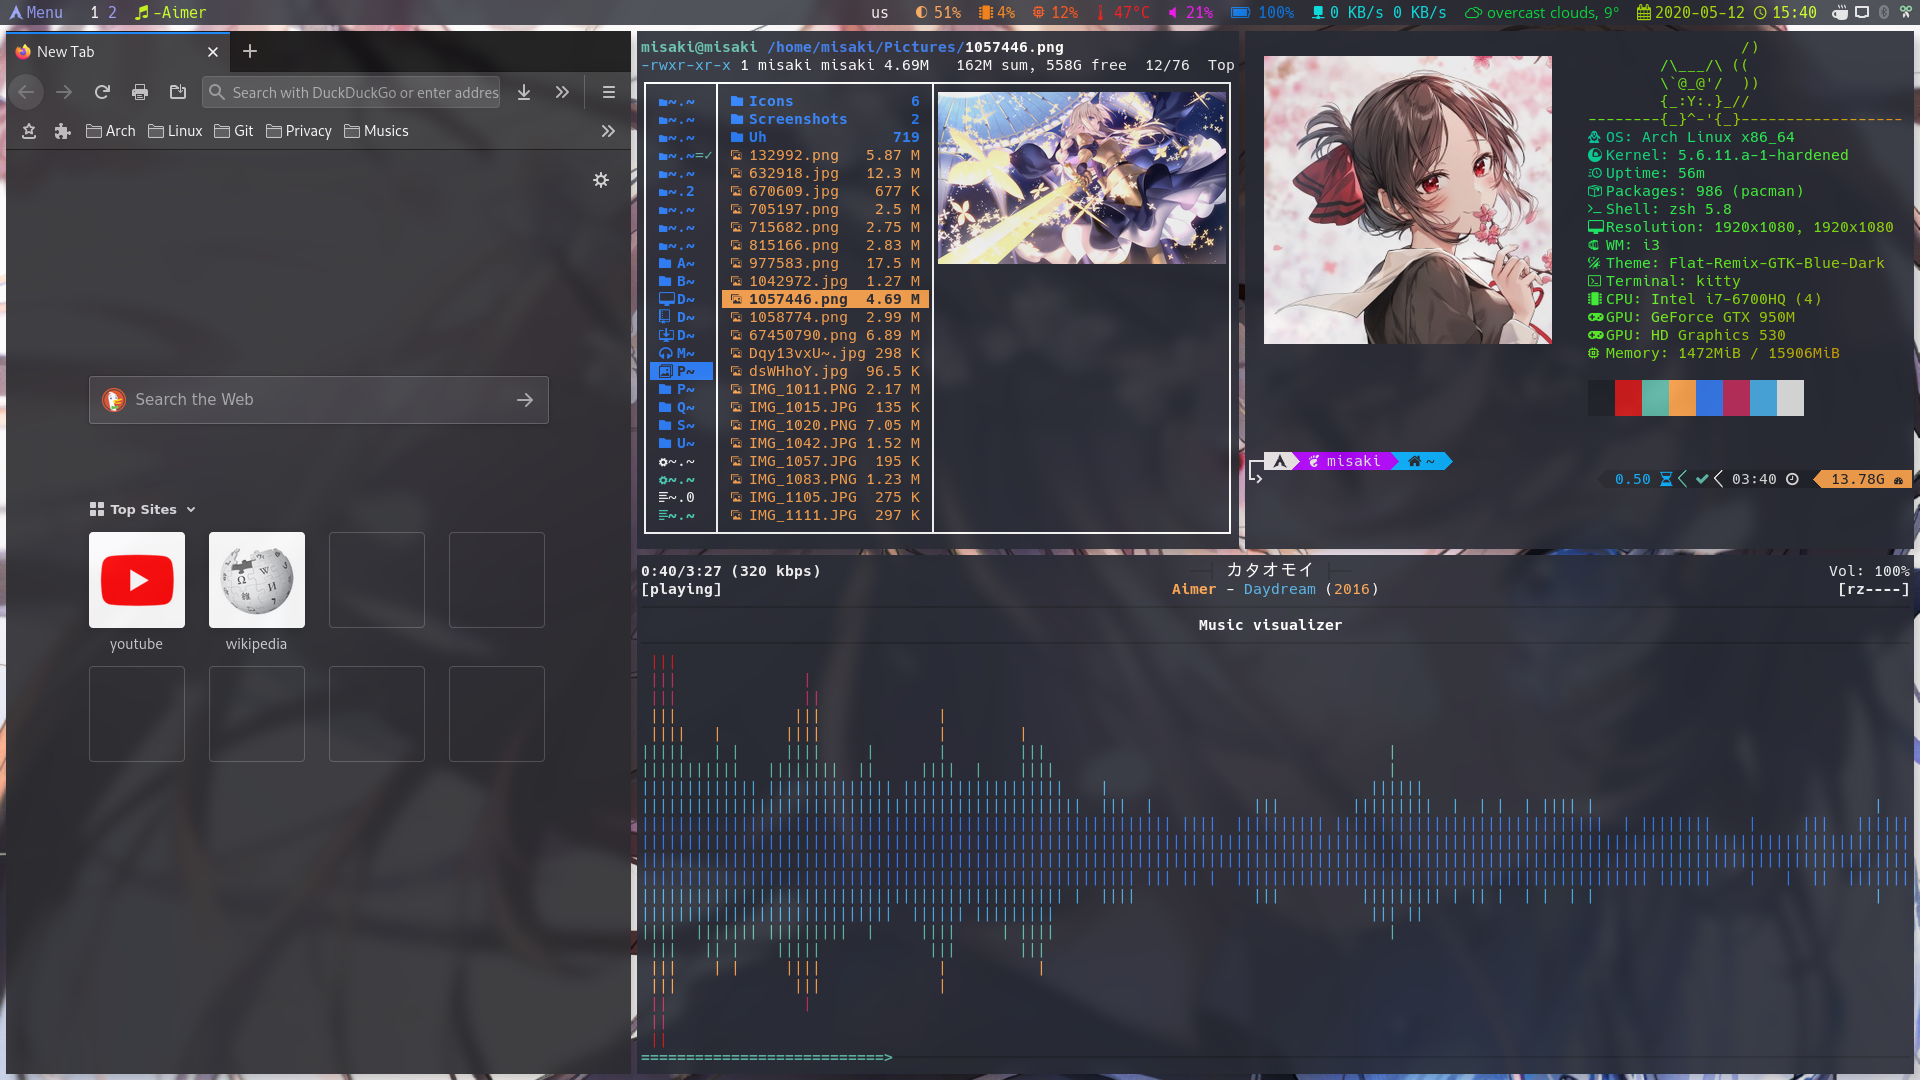 Menu 1 2 -Aimer us 51% 4% 12% 47°C 21% 100% 0 KB/s 0 KB/s overcast clouds, 9° 2020-05-12 15:40
New Tab
Search with DuckDuckGo or enter addres
Arch Linux Git Privacy Musics
Search the Web
Top Sites
youtube wikipedia
misaki@misaki /home/misaki/Pictures/1057446.png
-rwxr-xr-x 1 misaki misaki 4.69M 162M sum, 558G free 12/76 Top
~.~ Icons 6
~.~ Screenshots 2
~.~ Uh 719
~.~=✓ 132992.png 5.87 M
~.~ 632918.jpg 12.3 M
~.2 670609.jpg 677 K
~.~ 705197.png 2.5 M
~.~ 715682.png 2.75 M
~.~ 815166.png 2.83 M
A~ 977583.png 17.5 M
B~ 1042972.jpg 1.27 M
D~ 1057446.png 4.69 M
D~ 1058774.png 2.99 M
D~ 67450790.png 6.89 M
M~ Dqy13vxU~.jpg 298 K
P~ dsWHhoY.jpg 96.5 K
P~ IMG_1011.PNG 2.17 M
Q~ IMG_1015.JPG 135 K
S~ IMG_1020.PNG 7.05 M
U~ IMG_1042.JPG 1.52 M
~.~ IMG_1057.JPG 195 K
~.~ IMG_1083.PNG 1.23 M
~.0 IMG_1105.JPG 275 K
~.~ IMG_1111.JPG 297 K
/)
/\___/\ ((
\`@_@'/ ))
{_:Y:.}_//
--------{_}^-'{_}------------------
OS: Arch Linux x86_64
Kernel: 5.6.11.a-1-hardened
Uptime: 56m
Packages: 986 (pacman)
Shell: zsh 5.8
Resolution: 1920x1080, 1920x1080
WM: i3
Theme: Flat-Remix-GTK-Blue-Dark
Terminal: kitty
CPU: Intel i7-6700HQ (4)
GPU: GeForce GTX 950M
GPU: HD Graphics 530
Memory: 1472MiB / 15906MiB
misaki ~
0.50 ✓ 03:40 13.78G
0:40/3:27 (320 kbps) カタオモイ Vol: 100%
[playing] Aimer - Daydream (2016) [rz----]
Music visualizer
===========================>